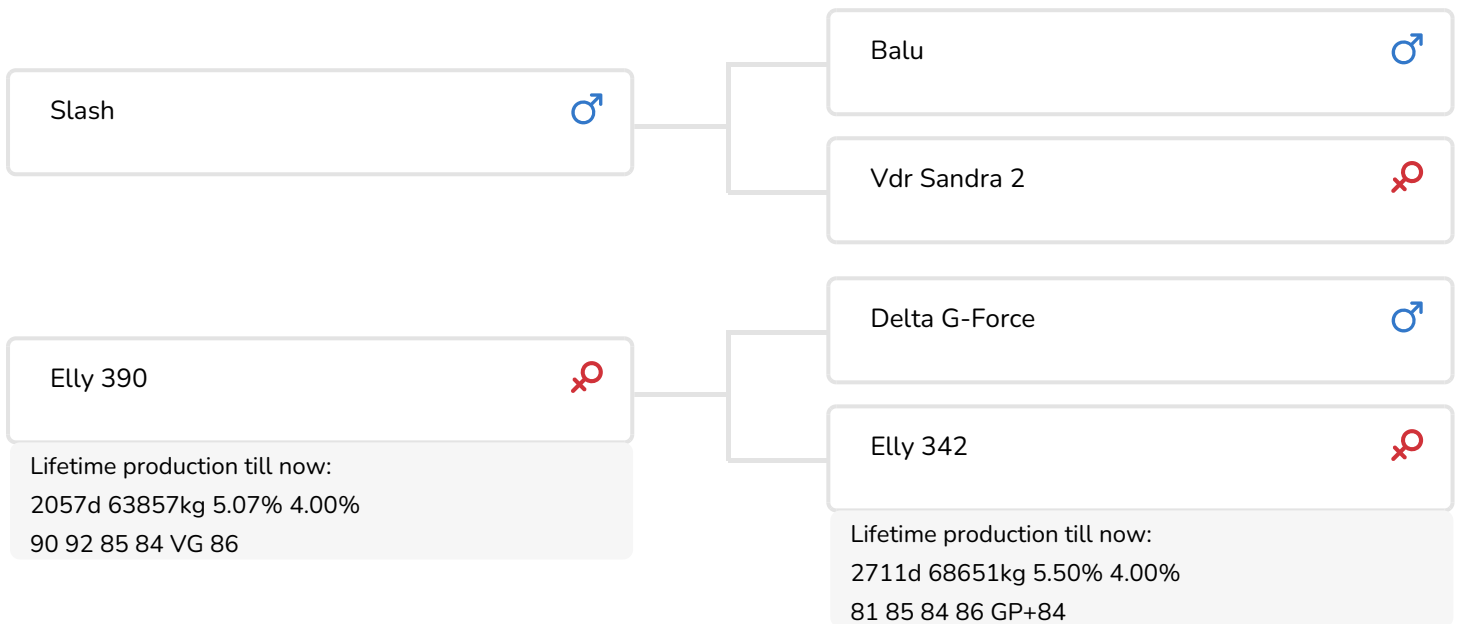 Slash
Balu
Vdr Sandra 2
Elly 390
Lifetime production till now:
2057d 63857kg 5.07% 4.00%
90 92 85 84 VG 86
Delta G-Force
Elly 342
Lifetime production till now:
2711d 68651kg 5.50% 4.00%
81 85 84 86 GP+84